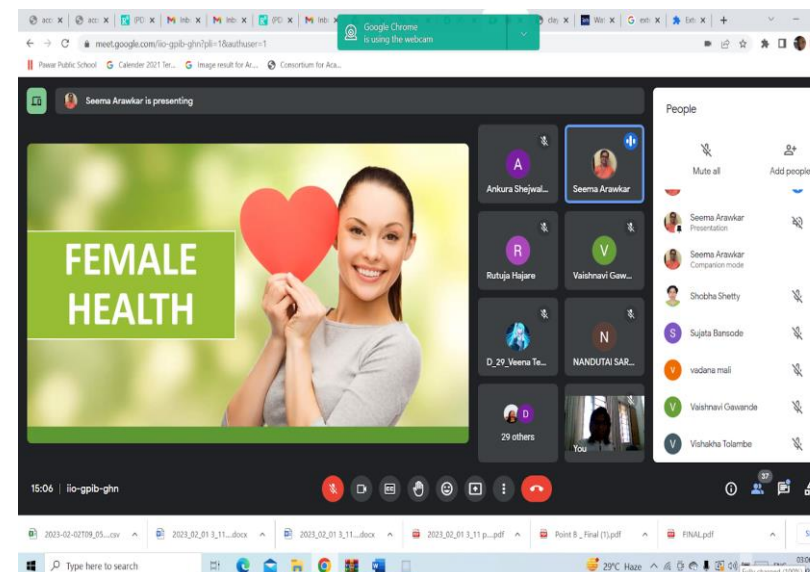 Google Chrome
is using the webcam
meet.google.com/iio-gpib-ghn?pli=1&authuser=1
Pawar Public School
Calender 2021 Ter...
Image result for Ar...
Consortium for Aca...
Seema Arawkar is presenting
FEMALE
HEALTH
A
Ankura Shejwal...
Seema Arawkar
R
Rutuja Hajare
V
Vaishnavi Gaw...
D_29_Veena Te...
N
NANDUTAI SAR...
D
29 others
You
People
Mute all
Add people
Seema Arawkar
Presentation
Seema Arawkar
Companion mode
Shobha Shetty
S
Sujata Bansode
v
vadana mali
V
Vaishnavi Gawande
V
Vishakha Tolambe
15:06 | iio-gpib-ghn
37
2023-02-02T09_05....csv
2023_02_01 3_11....docx
2023_02_01 3_11....docx
2023_02_01 3_11 p....pdf
Point B _ Final (1).pdf
FINAL.pdf
Type here to search
29°C Haze